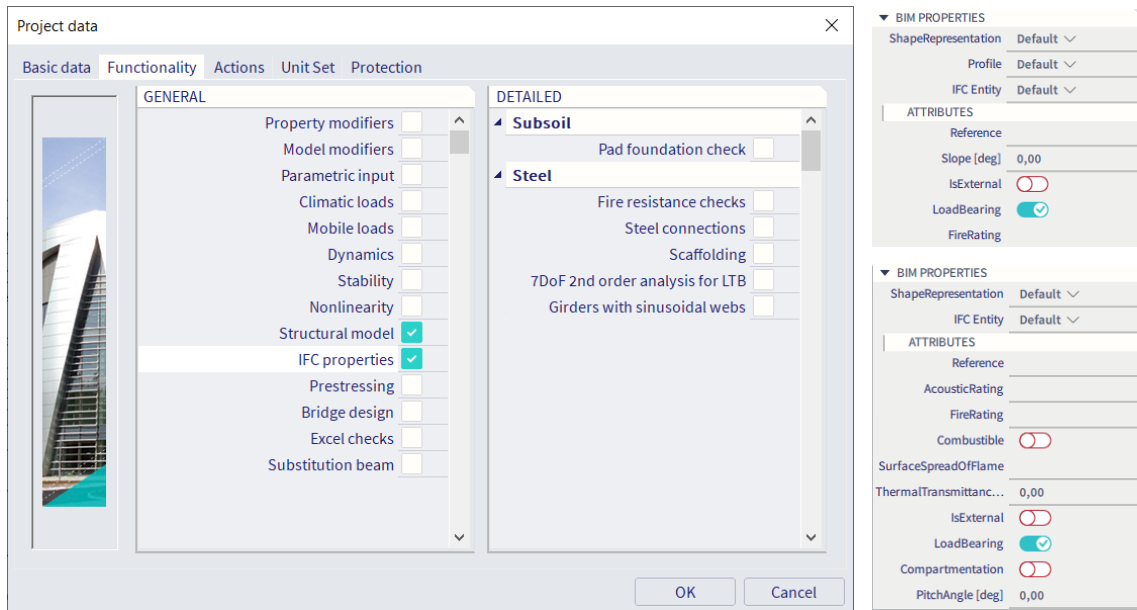 Project data
Basic data Functionality Actions Unit Set Protection
GENERAL
Property modifiers
Model modifiers
Parametric input
Climatic loads
Mobile loads
Dynamics
Stability
Nonlinearity
Structural model
IFC properties
Prestressing
Bridge design
Excel checks
Substitution beam
DETAILED
Subsoil
Pad foundation check
Steel
Fire resistance checks
Steel connections
Scaffolding
7DoF 2nd order analysis for LTB
Girders with sinusoidal webs
OK Cancel
BIM PROPERTIES
ShapeRepresentation Default
Profile Default
IFC Entity Default
ATTRIBUTES
Reference
Slope [deg] 0,00
IsExternal
LoadBearing
FireRating
BIM PROPERTIES
ShapeRepresentation Default
IFC Entity Default
ATTRIBUTES
Reference
AcousticRating
FireRating
Combustible
SurfaceSpreadOfFlame
ThermalTransmittanc... 0,00
IsExternal
LoadBearing
Compartmentation
PitchAngle [deg] 0,00